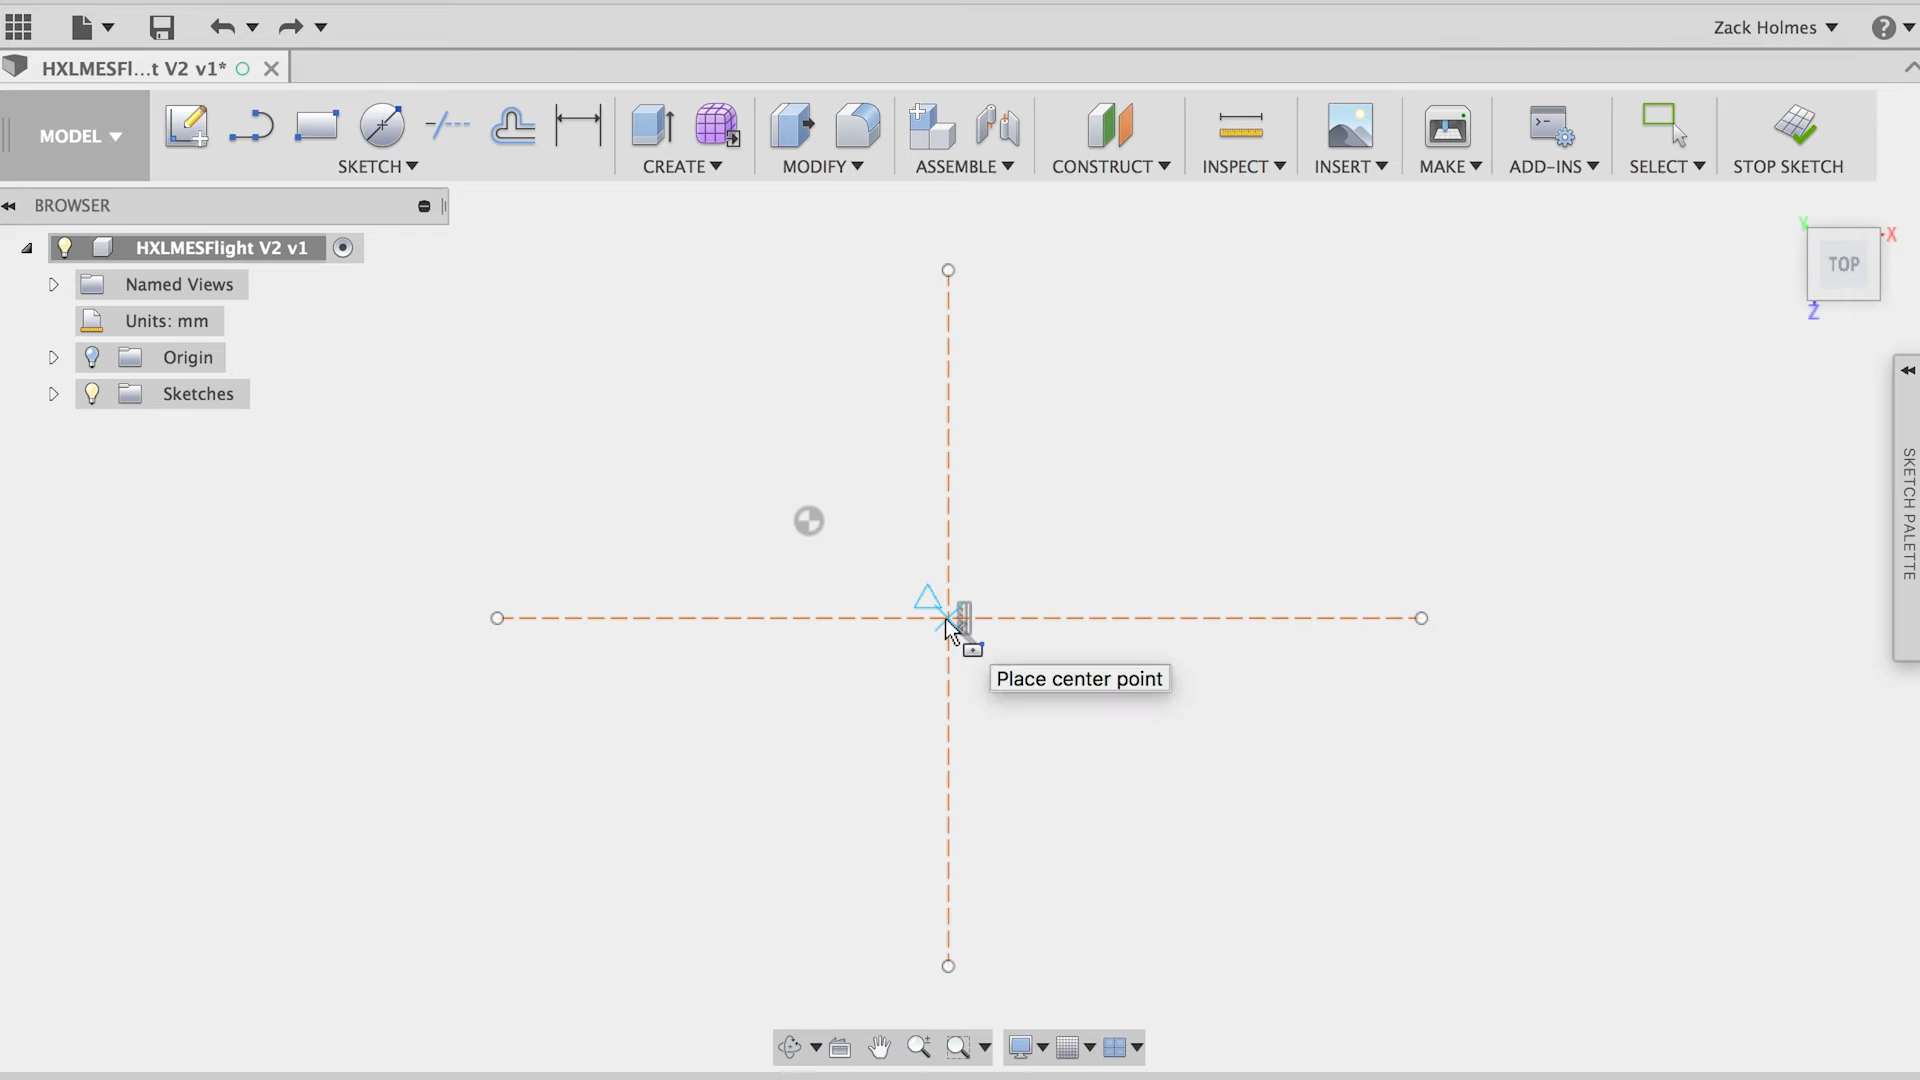 Zack Holmes
HXLMESFl...t V2 v1*
MODEL
SKETCH
CREATE
MODIFY
ASSEMBLE
CONSTRUCT
INSPECT
INSERT
MAKE
ADD-INS
SELECT
STOP SKETCH
BROWSER
HXLMESFlight V2 v1
Named Views
Units: mm
Origin
Sketches
Y
X
TOP
Z
SKETCH PALETTE
Place center point